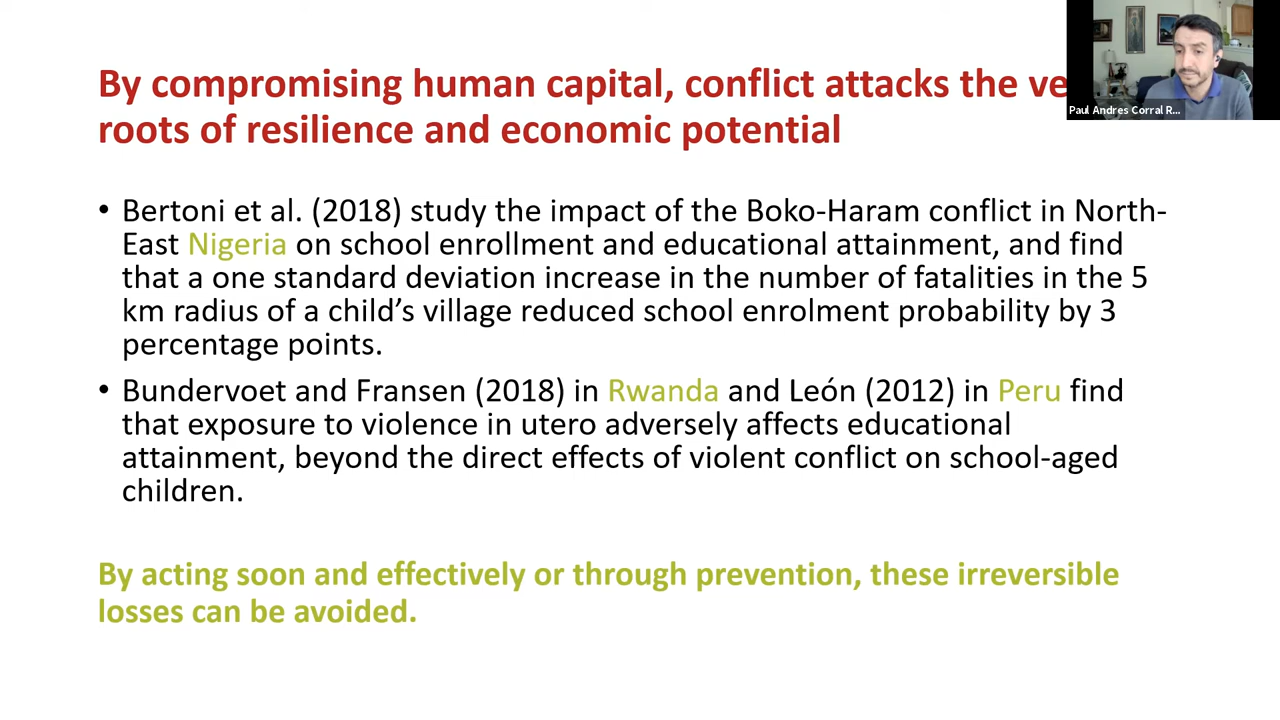 By compromising human capital, conflict attacks the
roots of resilience and economic potential
Paul Andres Corral R...
• Bertoni et al. (2018) study the impact of the Boko-Haram conflict in North-
East Nigeria on school enrollment and educational attainment, and find
that a one standard deviation increase in the number of fatalities in the 5
km radius of a child’s village reduced school enrolment probability by 3
percentage points.
• Bundervoet and Fransen (2018) in Rwanda and León (2012) in Peru find
that exposure to violence in utero adversely affects educational
attainment, beyond the direct effects of violent conflict on school-aged
children.
By acting soon and effectively or through prevention, these irreversible
losses can be avoided.